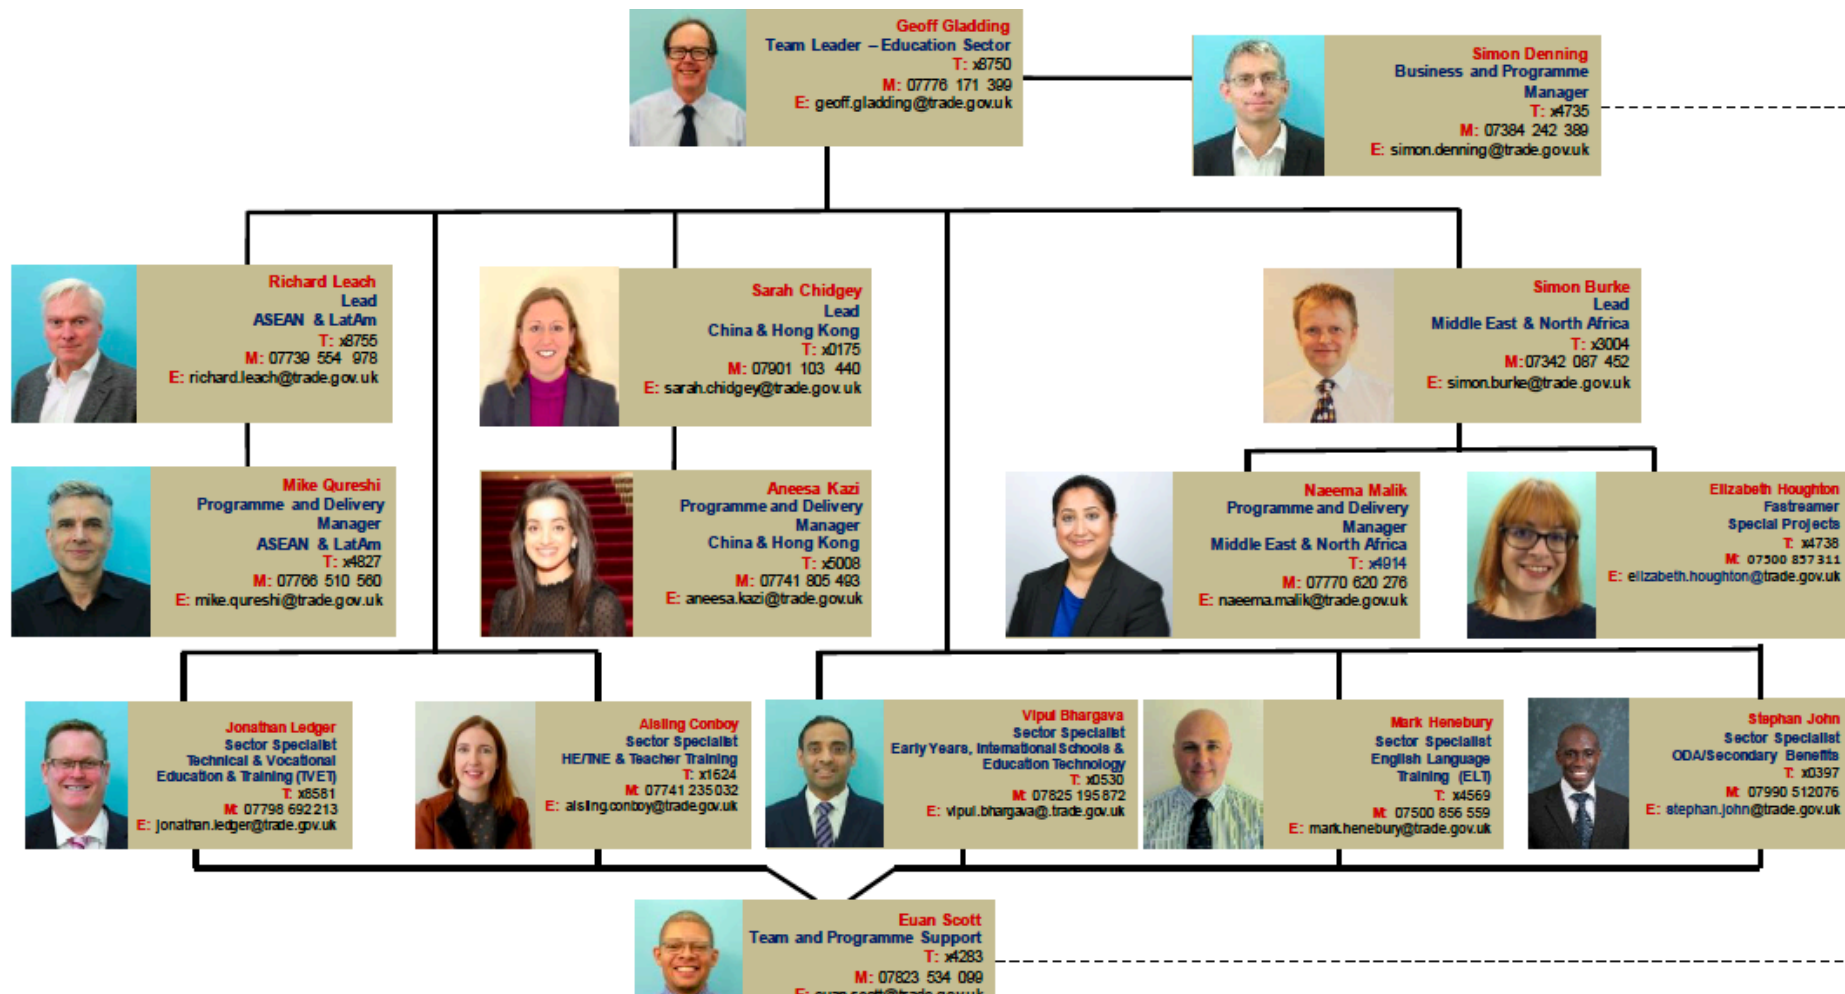 Geoff Gladding
Team Leader – Education Sector
T: x8750
M: 07776 171 399
E: geoff.gladding@trade.gov.uk
Simon Denning
Business and Programme
Manager
T: x4735
M: 07384 242 389
E: simon.denning@trade.gov.uk
Richard Leach
Lead
ASEAN & LatAm
T: x8755
M: 07739 554 978
E: richard.leach@trade.gov.uk
Sarah Chidgey
Lead
China & Hong Kong
T: x0175
M: 07901 103 440
E: sarah.chidgey@trade.gov.uk
Simon Burke
Lead
Middle East & North Africa
T: x3004
M:07342 087 452
E: simon.burke@trade.gov.uk
Mike Qureshi
Programme and Delivery
Manager
ASEAN & LatAm
T: x4827
M: 07766 510 560
E: mike.qureshi@trade.gov.uk
Aneesa Kazi
Programme and Delivery
Manager
China & Hong Kong
T: x5008
M: 07741 805 493
E: aneesa.kazi@trade.gov.uk
Naeema Malik
Programme and Delivery
Manager
Middle East & North Africa
T: x4914
M: 07770 620 276
E: naeema.malik@trade.gov.uk
Elizabeth Houghton
Fastreamer
Special Projects
T: x4738
M: 07500 857311
E: elizabeth.houghton@trade.gov.uk
Jonathan Ledger
Sector Specialist
Technical & Vocational
Education & Training (TVET)
T: x8581
M: 07798 692213
E: jonathan.ledger@trade.gov.uk
Aisling Conboy
Sector Specialist
HE/TNE & Teacher Training
T: x1624
M: 07741 235032
E: aisling.conboy@trade.gov.uk
Vipul Bhargava
Sector Specialist
Early Years, International Schools &
Education Technology
T: x0530
M: 07825 195872
E: vipul.bhargava@.trade.gov.uk
Mark Henebury
Sector Specialist
English Language
Training (ELT)
T: x4569
M: 07500 856 559
E: mark.henebury@trade.gov.uk
Stephan John
Sector Specialist
ODA/Secondary Benefits
T: x0397
M: 07990 512076
E: stephan.john@trade.gov.uk
Euan Scott
Team and Programme Support
T: x4283
M: 07823 534 099
E: euan.scott@trade.gov.uk